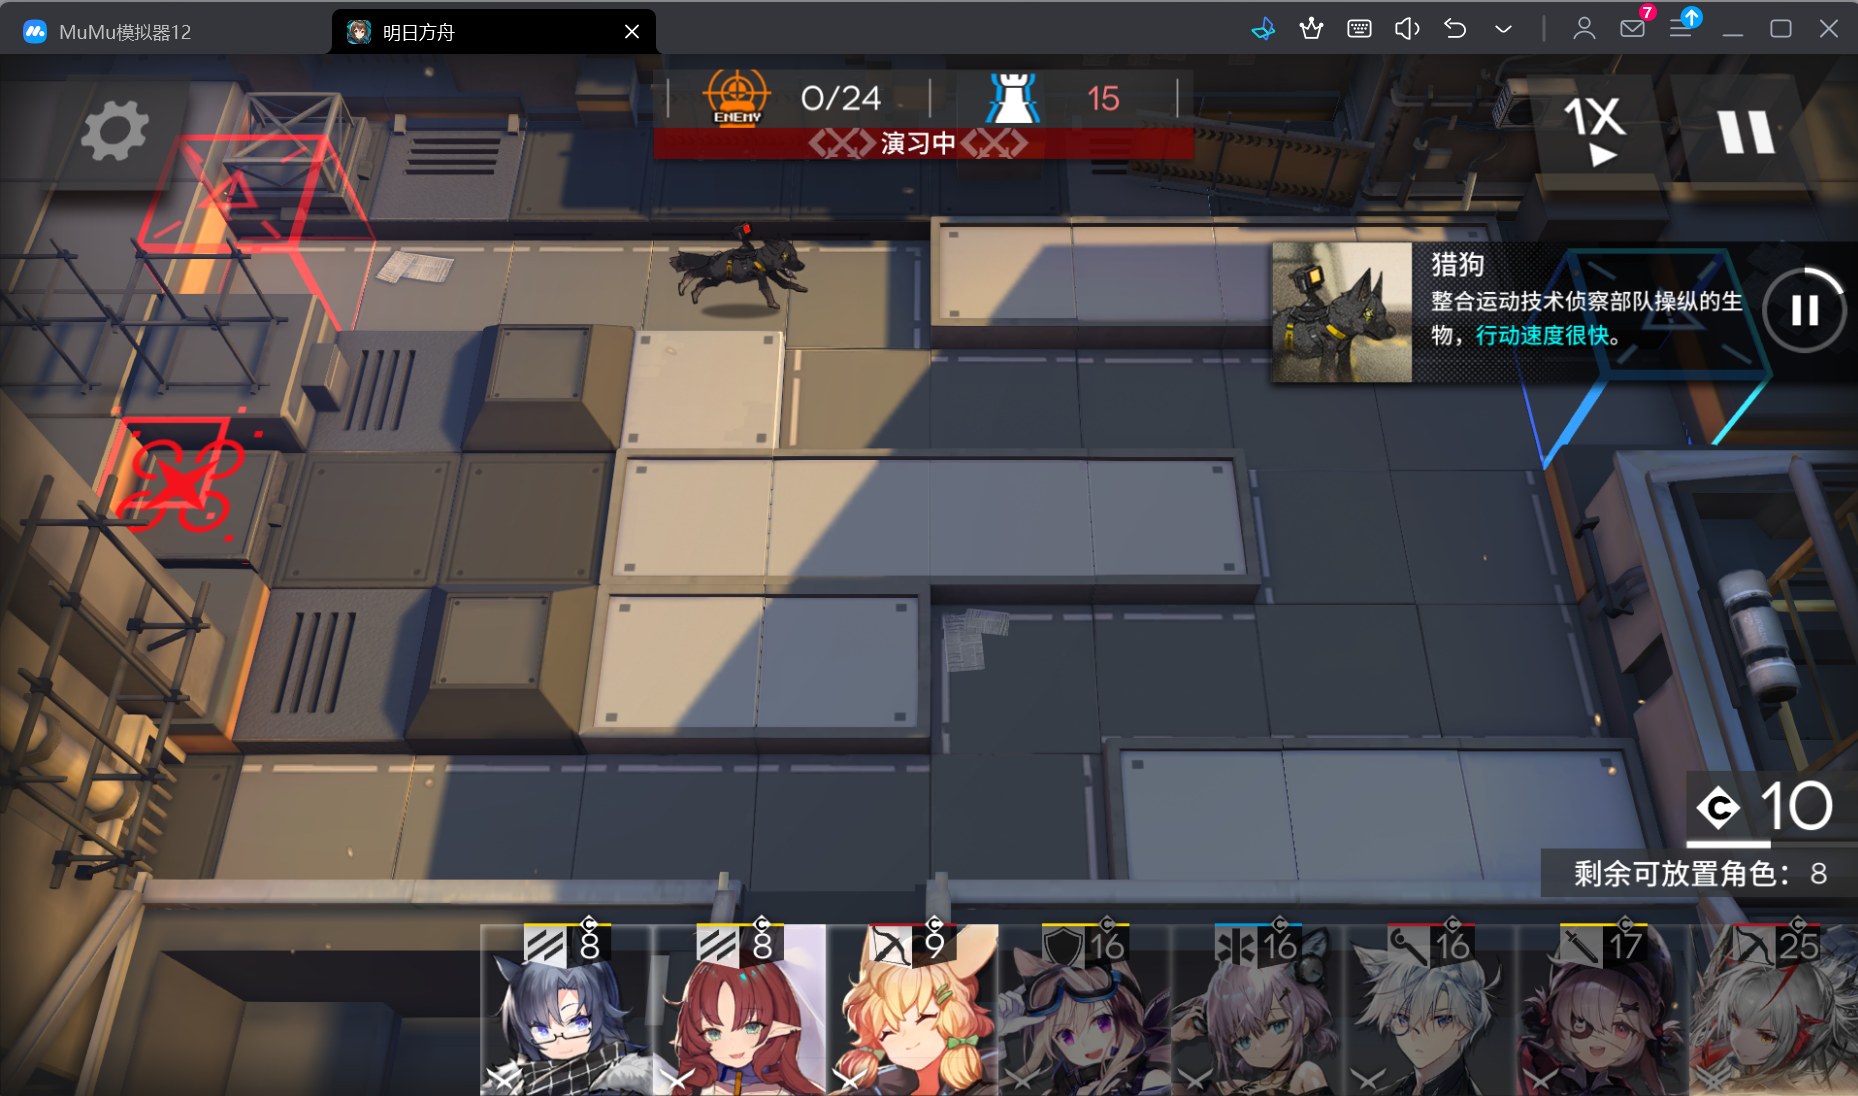 MuMu模拟器12
明日方舟
7
ENEMY
0/24
15
演习中
1X
猎狗
整合运动技术侦察部队操纵的生
物，行动速度很快。
C 10
剩余可放置角色：8
C 8
C 8
C 9
C 16
C 16
C 16
C 17
C 25